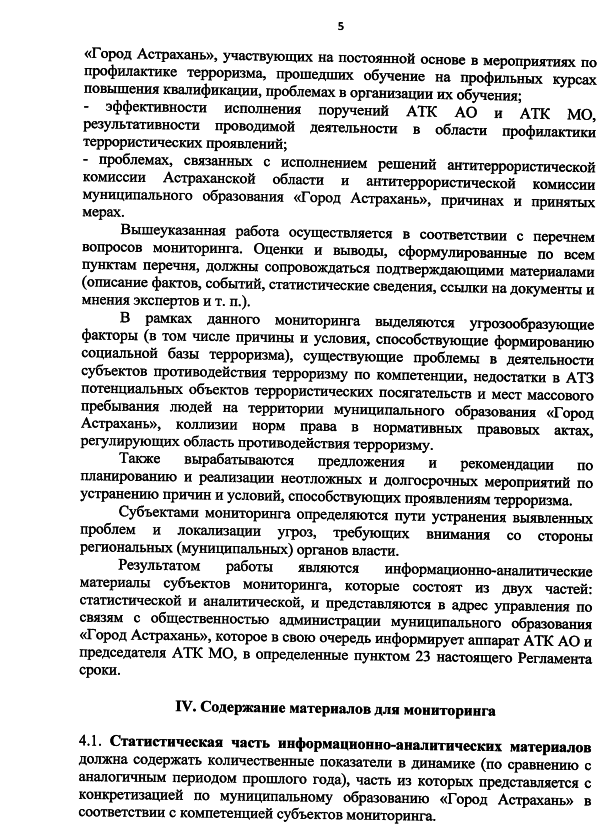 5
«Город Астрахань», участвующих на постоянной основе в мероприятиях по
профилактике терроризма, прошедших обучение на профильных курсах
повышения квалификации, проблемах в организации их обучения;
- эффективности исполнения поручений АТК АО и АТК МО,
результативности проводимой деятельности в области профилактики
террористических проявлений;
- проблемах, связанных с исполнением решений антитеррористической
комиссии Астраханской области и антитеррористической комиссии
муниципального образования «Город Астрахань», причинах и принятых
мерах.
Вышеуказанная работа осуществляется в соответствии с перечнем
вопросов мониторинга. Оценки и выводы, сформулированные по всем
пунктам перечня, должны сопровождаться подтверждающими материалами
(описание фактов, событий, статистические сведения, ссылки на документы и
мнения экспертов и т. п.).
В рамках данного мониторинга выделяются угрозообразующие
факторы (в том числе причины и условия, способствующие формированию
социальной базы терроризма), существующие проблемы в деятельности
субъектов противодействия терроризму по компетенции, недостатки в АТЗ
потенциальных объектов террористических посягательств и мест массового
пребывания людей на территории муниципального образования «Город
Астрахань», коллизии норм права в нормативных правовых актах,
регулирующих область противодействия терроризму.
Также вырабатываются предложения и рекомендации по
планированию и реализации неотложных и долгосрочных мероприятий по
устранению причин и условий, способствующих проявлениям терроризма.
Субъектами мониторинга определяются пути устранения выявленных
проблем и локализации угроз, требующих внимания со стороны
региональных (муниципальных) органов власти.
Результатом работы являются информационно-аналитические
материалы субъектов мониторинга, которые состоят из двух частей:
статистической и аналитической, и представляются в адрес управления по
связям с общественностью администрации муниципального образования
«Город Астрахань», которое в свою очередь информирует аппарат АТК АО и
председателя АТК МО, в определенные пунктом 23 настоящего Регламента
сроки.
IV. Содержание материалов для мониторинга
4.1. Статистическая часть информационно-аналитических материалов
должна содержать количественные показатели в динамике (по сравнению с
аналогичным периодом прошлого года), часть из которых представляется с
конкретизацией по муниципальному образованию «Город Астрахань» в
соответствии с компетенцией субъектов мониторинга.